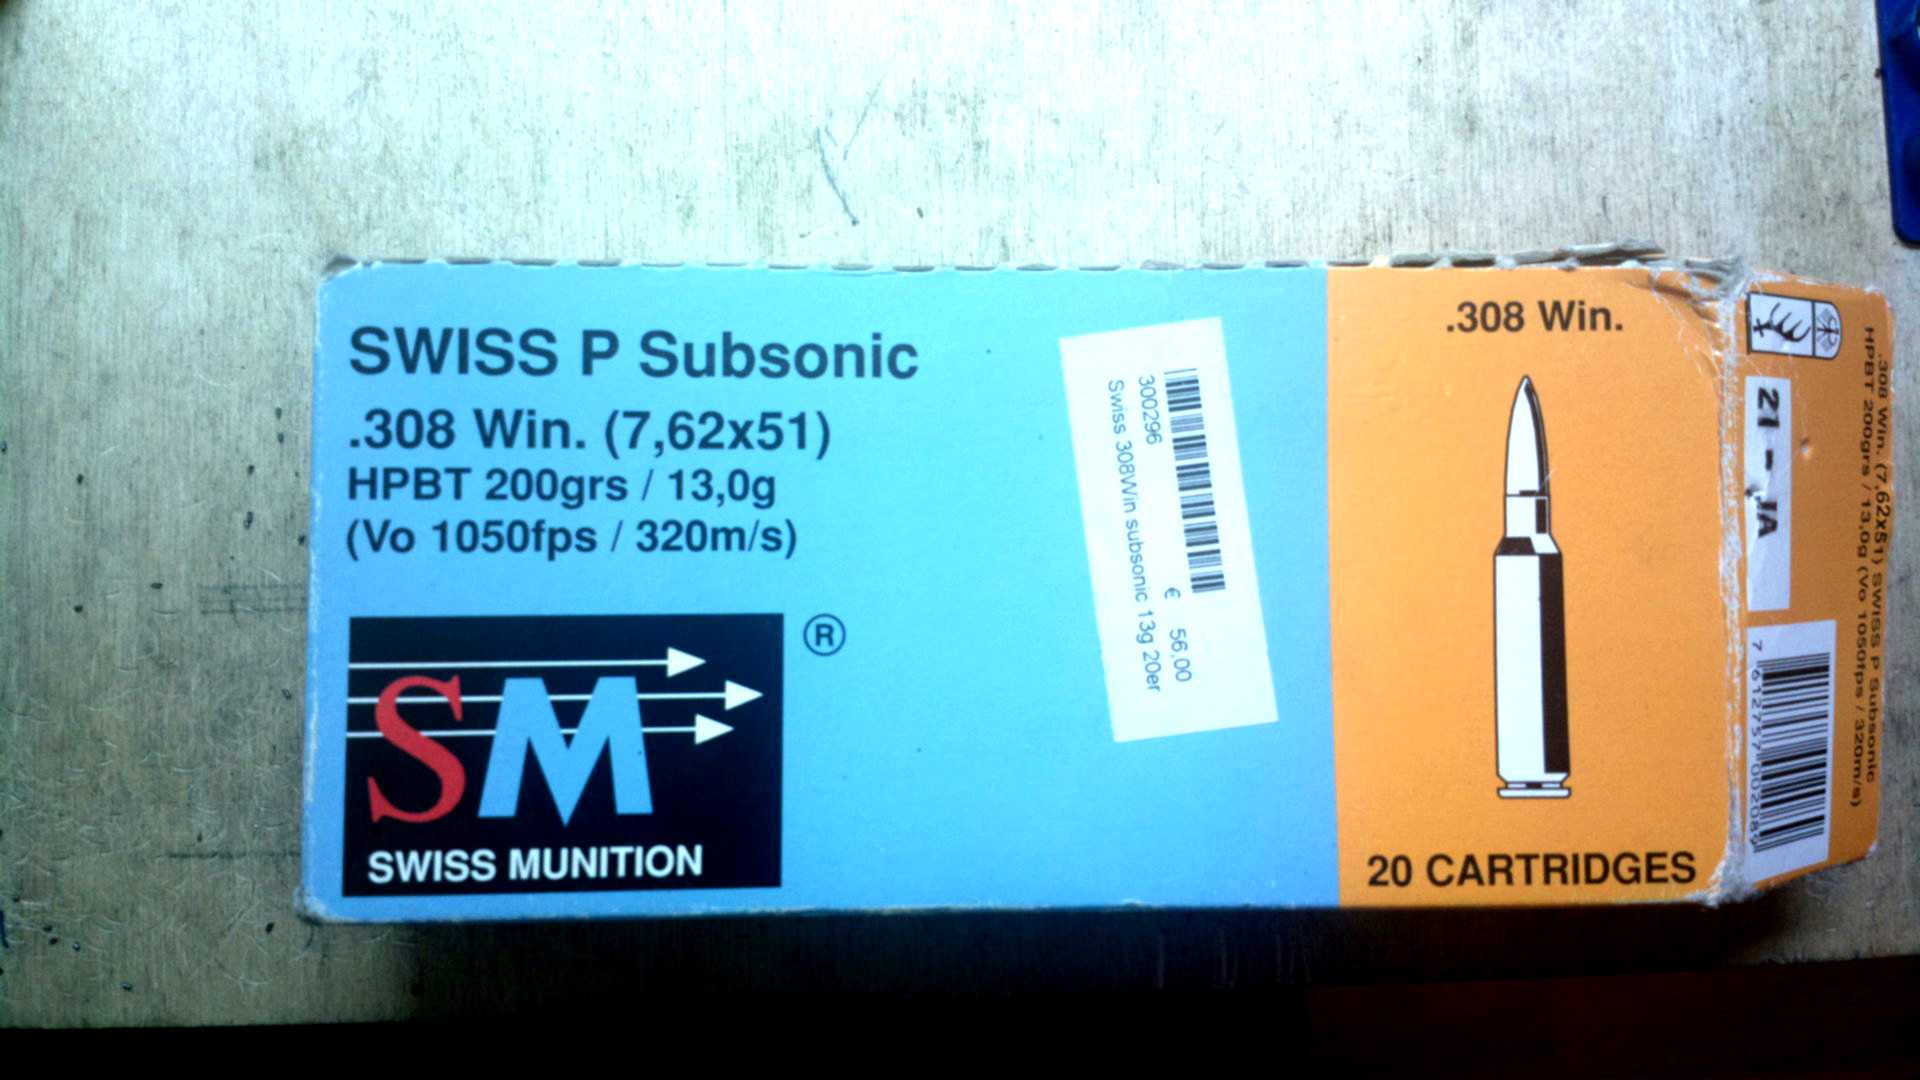 SWISS P Subsonic
.308 Win. (7,62x51)
HPBT 200grs / 13,0g
(Vo 1050fps / 320m/s)
SM
®
SWISS MUNITION
300296
€ 56,00
Swiss 308Win subsonic 13g 20er
.308 Win.
20 CARTRIDGES
21 - JA
.308 Win. (7,62x51) SWISS P Subsonic
HPBT 200grs / 13,0g (Vo 1050fps / 320m/s)